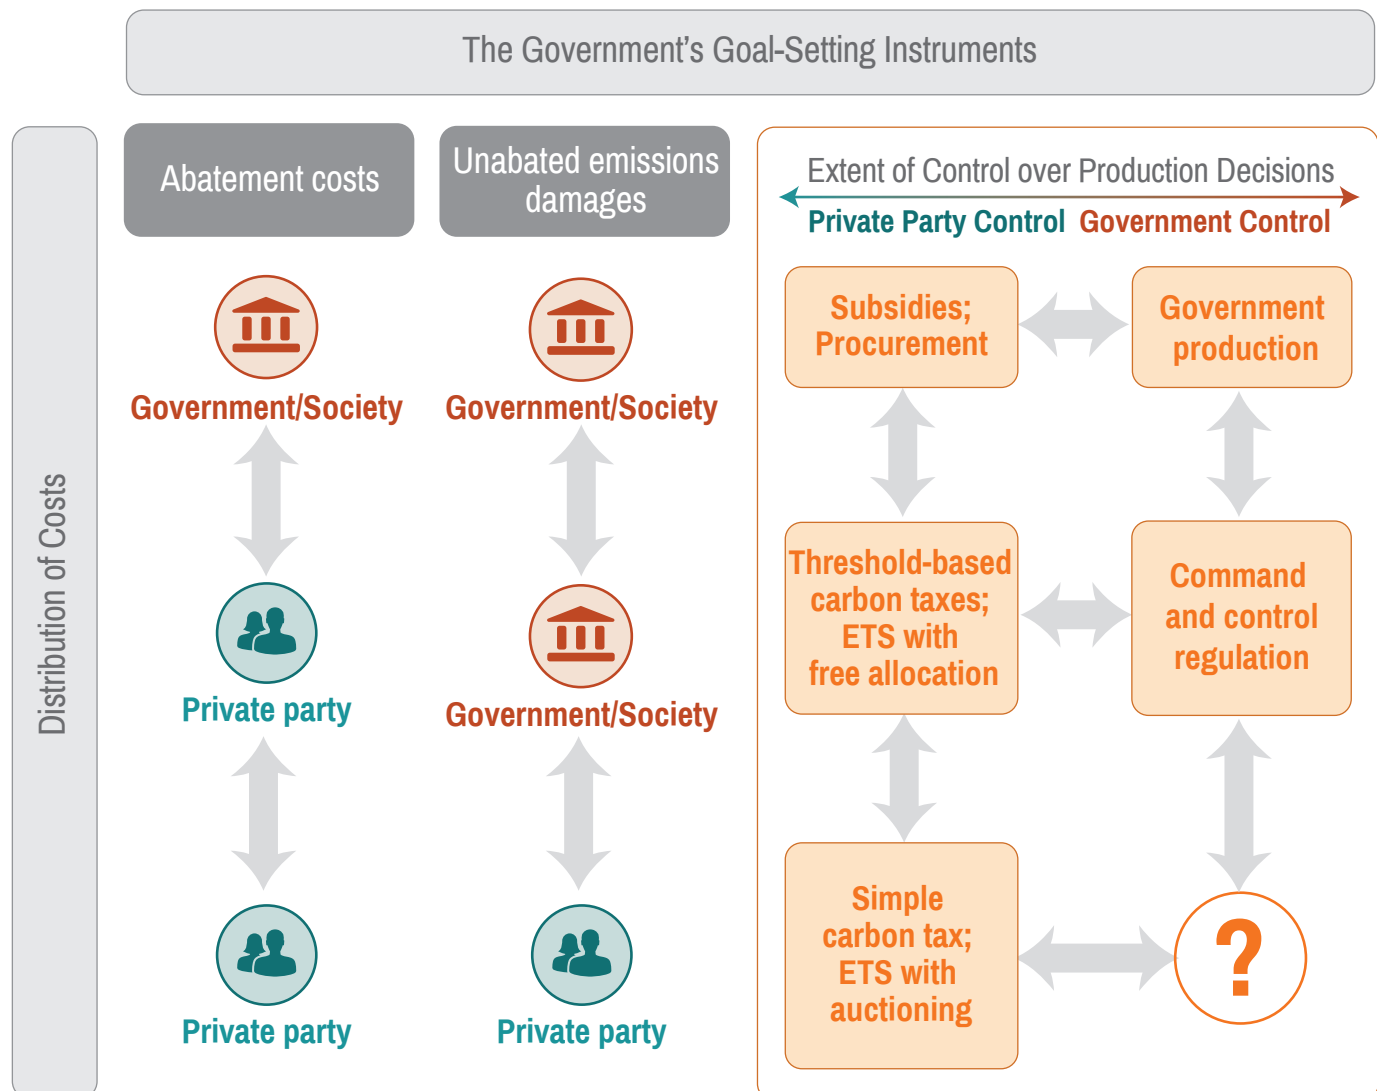 The Government’s Goal-Setting Instruments
Distribution of Costs
Abatement costs
Unabated emissions
damages
Extent of Control over Production Decisions
Private Party Control Government Control
Government/Society
Government/Society
Subsidies;
Procurement
Government
production
Private party
Government/Society
Threshold-based
carbon taxes;
ETS with
free allocation
Command
and control
regulation
Private party
Private party
Simple
carbon tax;
ETS with
auctioning
?